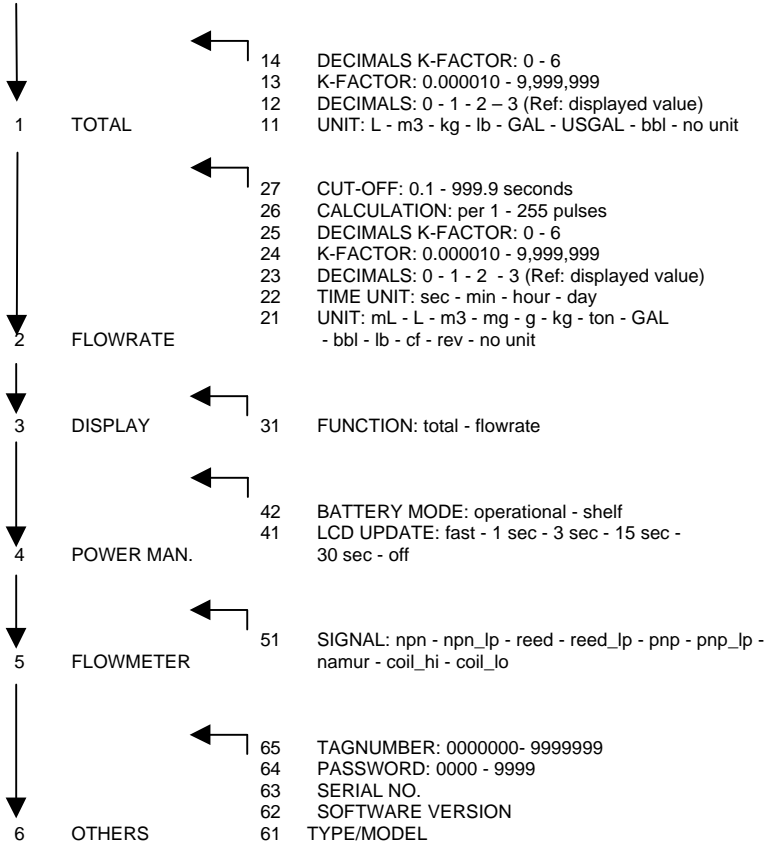 14 DECIMALS K-FACTOR: 0 - 6
13 K-FACTOR: 0.000010 - 9,999,999
12 DECIMALS: 0 - 1 - 2 – 3 (Ref: displayed value)
1 TOTAL 11 UNIT: L - m3 - kg - lb - GAL - USGAL - bbl - no unit
27 CUT-OFF: 0.1 - 999.9 seconds
26 CALCULATION: per 1 - 255 pulses
25 DECIMALS K-FACTOR: 0 - 6
24 K-FACTOR: 0.000010 - 9,999,999
23 DECIMALS: 0 - 1 - 2 - 3 (Ref: displayed value)
22 TIME UNIT: sec - min - hour - day
21 UNIT: mL - L - m3 - mg - g - kg - ton - GAL
2 FLOWRATE - bbl - lb - cf - rev - no unit
3 DISPLAY 31 FUNCTION: total - flowrate
42 BATTERY MODE: operational - shelf
41 LCD UPDATE: fast - 1 sec - 3 sec - 15 sec -
4 POWER MAN. 30 sec - off
51 SIGNAL: npn - npn_lp - reed - reed_lp - pnp - pnp_lp -
5 FLOWMETER namur - coil_hi - coil_lo
65 TAGNUMBER: 0000000- 9999999
64 PASSWORD: 0000 - 9999
63 SERIAL NO.
62 SOFTWARE VERSION
6 OTHERS 61 TYPE/MODEL